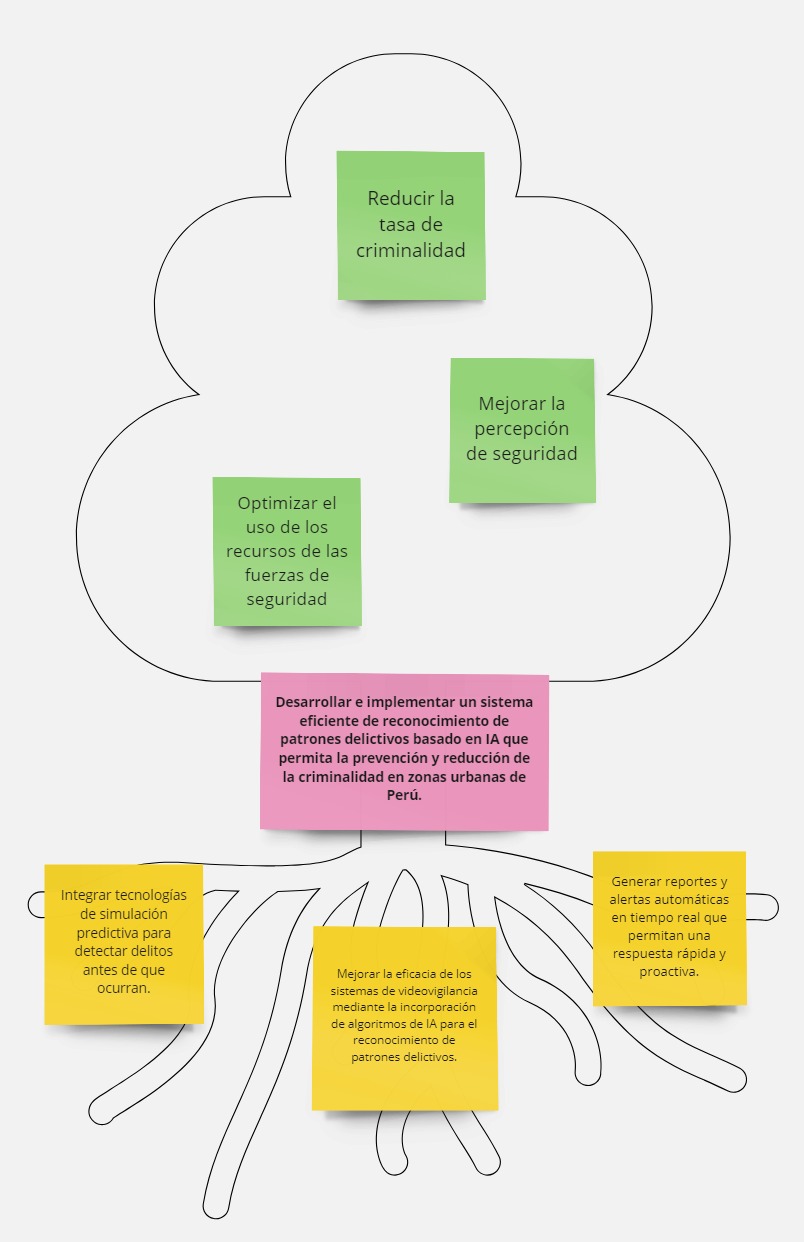 Reducir la
tasa de
criminalidad
Mejorar la
percepción
de seguridad
Optimizar el
uso de los
recursos de las
fuerzas de
seguridad
Desarrollar e implementar un sistema
eficiente de reconocimiento de
patrones delictivos basado en IA que
permita la prevención y reducción de
la criminalidad en zonas urbanas de
Perú.
Integrar tecnologías
de simulación
predictiva para
detectar delitos
antes de que
ocurran.
Mejorar la eficacia de los
sistemas de videovigilancia
mediante la incorporación
de algoritmos de IA para el
reconocimiento de
patrones delictivos.
Generar reportes y
alertas automáticas
en tiempo real que
permitan una
respuesta rápida y
proactiva.